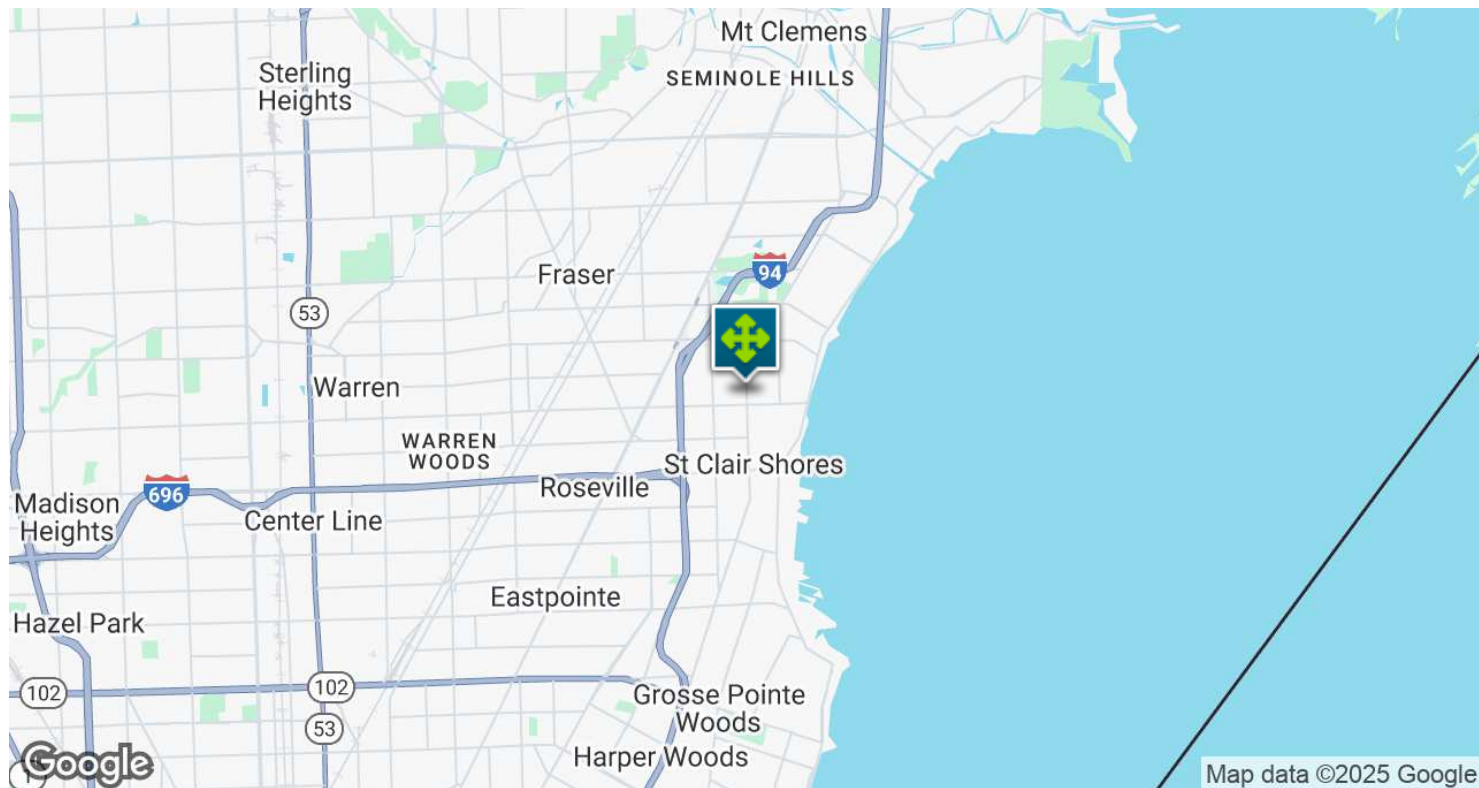 Mt Clemens
Sterling
Heights
SEMINOLE HILLS
94
Fraser
53
Warren
WARREN
WOODS
St Clair Shores
696
Roseville
Madison
Heights
Center Line
Eastpointe
Hazel Park
102
102
Grosse Pointe
Woods
53
Harper Woods
1
Google
Map data ©2025 Google